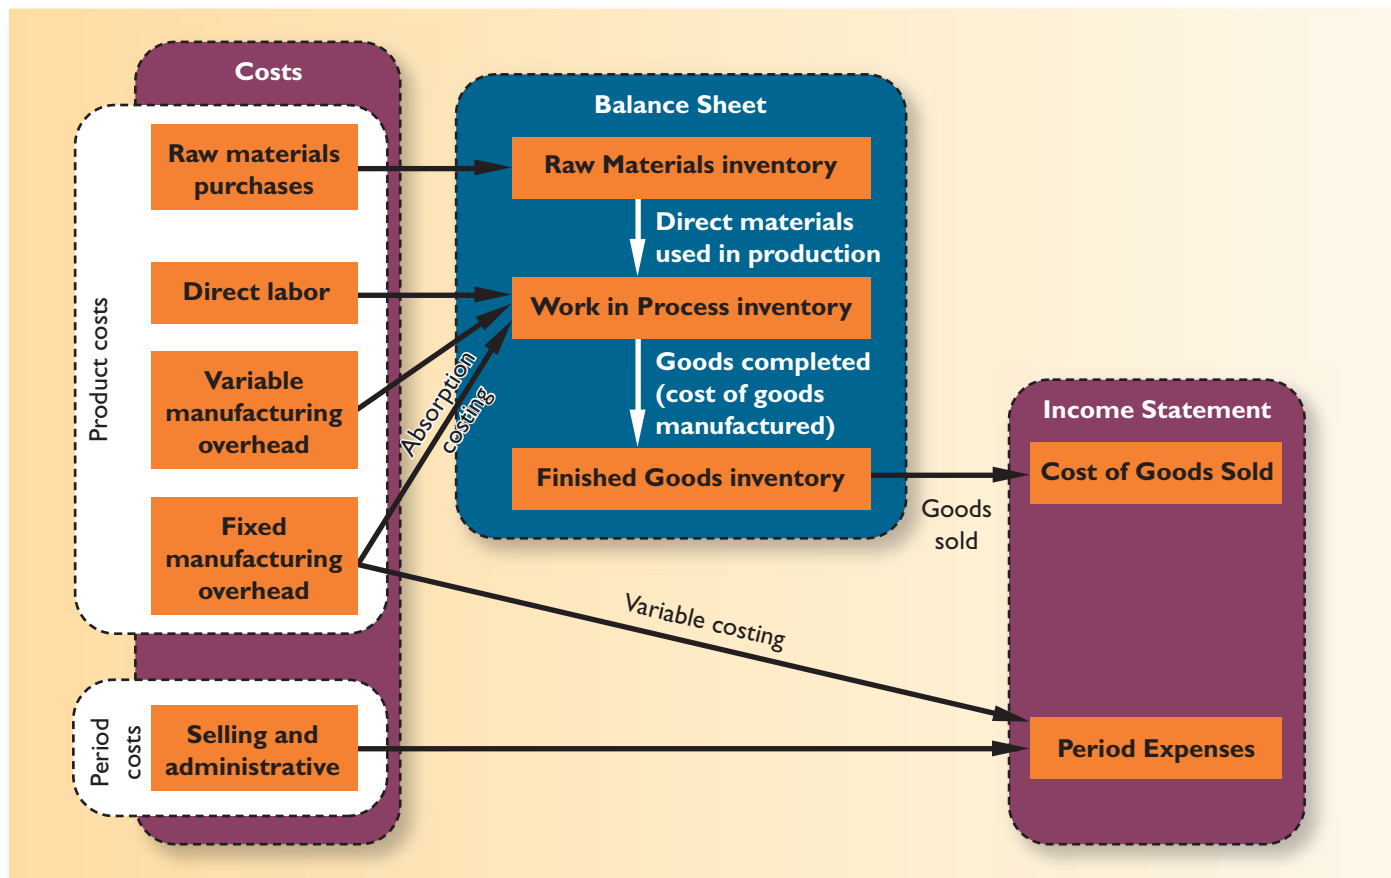 Costs
Product costs
Raw materials
purchases
Direct labor
Variable
manufacturing
overhead
Fixed
manufacturing
overhead
Period
costs
Selling and
administrative
Absorption
costing
Variable costing
Balance Sheet
Raw Materials inventory
Direct materials
used in production
Work in Process inventory
Goods completed
(cost of goods
manufactured)
Finished Goods inventory
Goods
sold
Income Statement
Cost of Goods Sold
Period Expenses